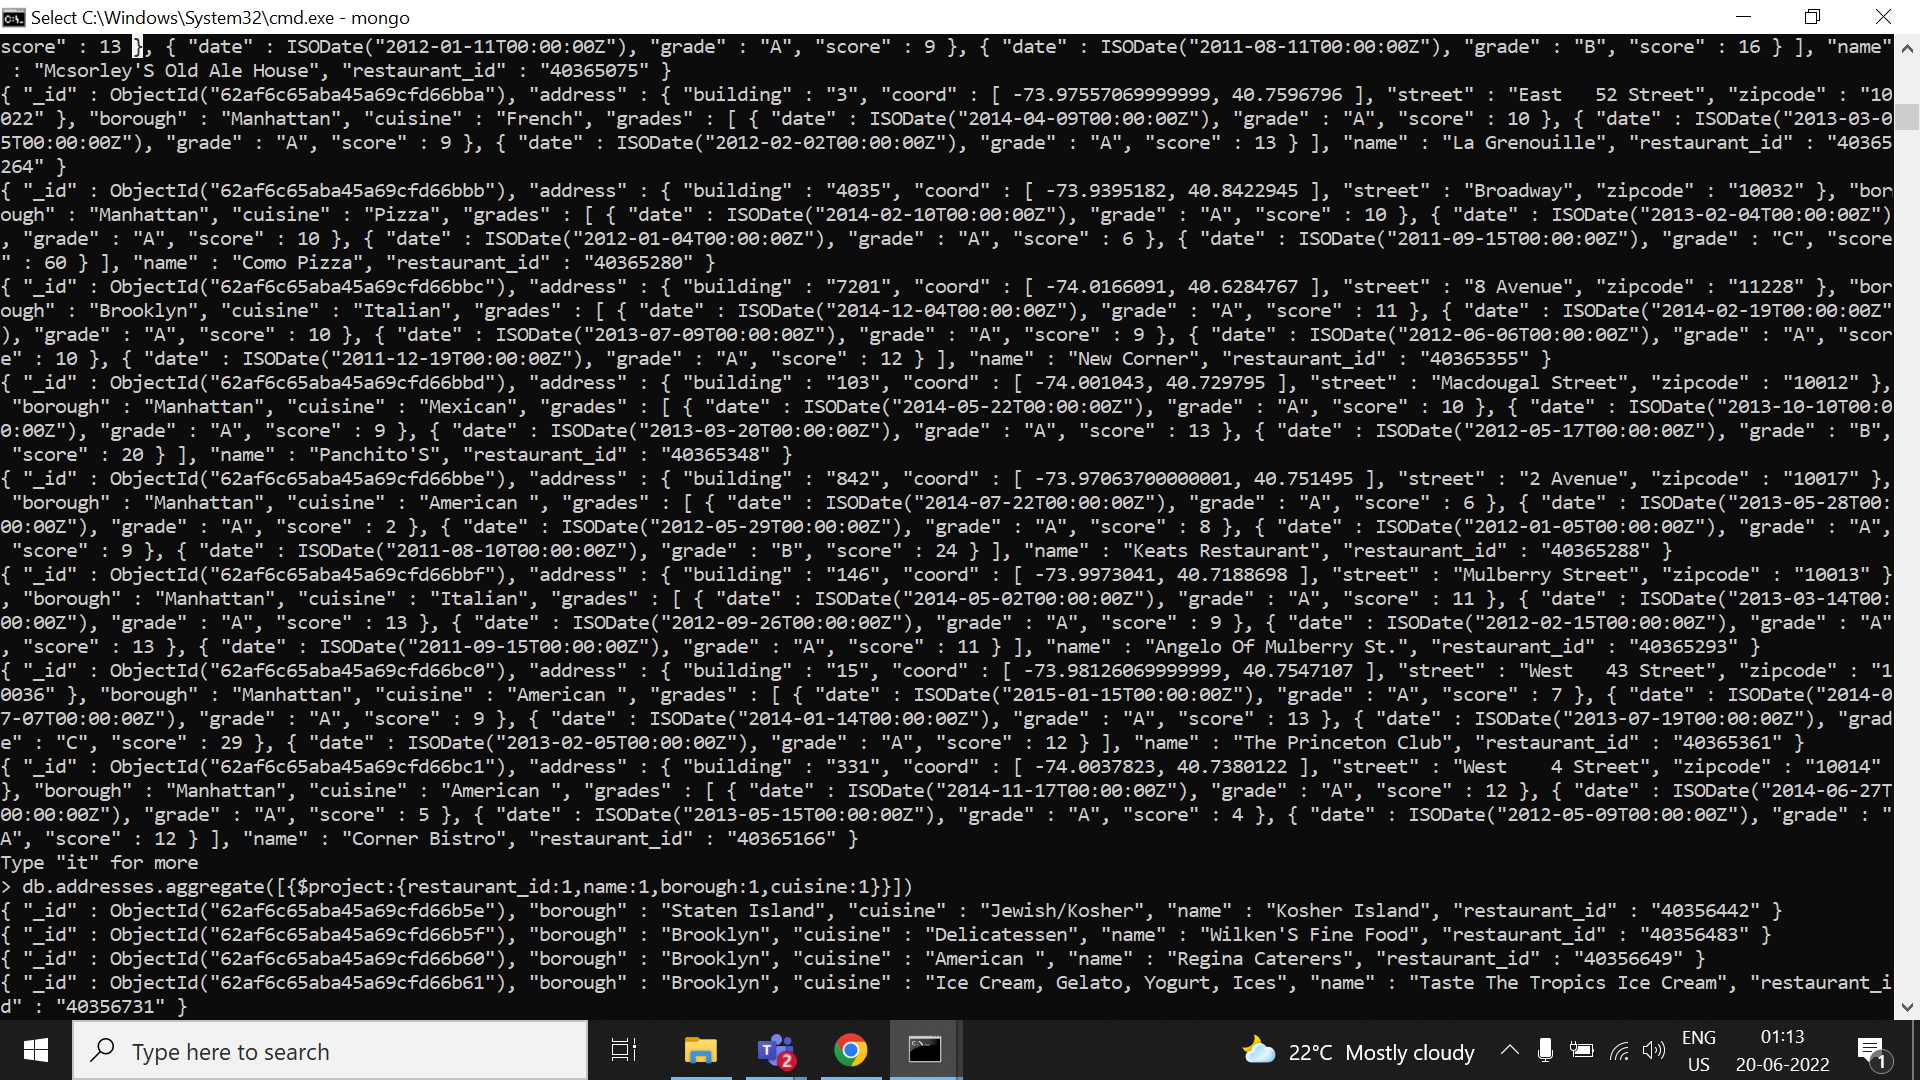 Select C:\Windows\System32\cmd.exe - mongo
score" : 13 }, { "date" : ISODate("2012-01-11T00:00:00Z"), "grade" : "A", "score" : 9 }, { "date" : ISODate("2011-08-11T00:00:00Z"), "grade" : "B", "score" : 16 } ], "name"
 : "Mcsorley'S Old Ale House", "restaurant_id" : "40365075" }
{ "_id" : ObjectId("62af6c65aba45a69cfd66bba"), "address" : { "building" : "3", "coord" : [ -73.97557069999999, 40.7596796 ], "street" : "East   52 Street", "zipcode" : "10
022" }, "borough" : "Manhattan", "cuisine" : "French", "grades" : [ { "date" : ISODate("2014-04-09T00:00:00Z"), "grade" : "A", "score" : 10 }, { "date" : ISODate("2013-03-0
5T00:00:00Z"), "grade" : "A", "score" : 9 }, { "date" : ISODate("2012-02-02T00:00:00Z"), "grade" : "A", "score" : 13 } ], "name" : "La Grenouille", "restaurant_id" : "40365
264" }
{ "_id" : ObjectId("62af6c65aba45a69cfd66bbb"), "address" : { "building" : "4035", "coord" : [ -73.9395182, 40.8422945 ], "street" : "Broadway", "zipcode" : "10032" }, "bor
ough" : "Manhattan", "cuisine" : "Pizza", "grades" : [ { "date" : ISODate("2014-02-10T00:00:00Z"), "grade" : "A", "score" : 10 }, { "date" : ISODate("2013-02-04T00:00:00Z")
, "grade" : "A", "score" : 10 }, { "date" : ISODate("2012-01-04T00:00:00Z"), "grade" : "A", "score" : 6 }, { "date" : ISODate("2011-09-15T00:00:00Z"), "grade" : "C", "score
" : 60 } ], "name" : "Como Pizza", "restaurant_id" : "40365280" }
{ "_id" : ObjectId("62af6c65aba45a69cfd66bbc"), "address" : { "building" : "7201", "coord" : [ -74.0166091, 40.6284767 ], "street" : "8 Avenue", "zipcode" : "11228" }, "bor
ough" : "Brooklyn", "cuisine" : "Italian", "grades" : [ { "date" : ISODate("2014-12-04T00:00:00Z"), "grade" : "A", "score" : 11 }, { "date" : ISODate("2014-02-19T00:00:00Z"
), "grade" : "A", "score" : 10 }, { "date" : ISODate("2013-07-09T00:00:00Z"), "grade" : "A", "score" : 9 }, { "date" : ISODate("2012-06-06T00:00:00Z"), "grade" : "A", "scor
e" : 10 }, { "date" : ISODate("2011-12-19T00:00:00Z"), "grade" : "A", "score" : 12 } ], "name" : "New Corner", "restaurant_id" : "40365355" }
{ "_id" : ObjectId("62af6c65aba45a69cfd66bbd"), "address" : { "building" : "103", "coord" : [ -74.001043, 40.729795 ], "street" : "Macdougal Street", "zipcode" : "10012" },
 "borough" : "Manhattan", "cuisine" : "Mexican", "grades" : [ { "date" : ISODate("2014-05-22T00:00:00Z"), "grade" : "A", "score" : 10 }, { "date" : ISODate("2013-10-10T00:0
0:00Z"), "grade" : "A", "score" : 9 }, { "date" : ISODate("2013-03-20T00:00:00Z"), "grade" : "A", "score" : 13 }, { "date" : ISODate("2012-05-17T00:00:00Z"), "grade" : "B",
 "score" : 20 } ], "name" : "Panchito'S", "restaurant_id" : "40365348" }
{ "_id" : ObjectId("62af6c65aba45a69cfd66bbe"), "address" : { "building" : "842", "coord" : [ -73.97063700000001, 40.751495 ], "street" : "2 Avenue", "zipcode" : "10017" },
 "borough" : "Manhattan", "cuisine" : "American ", "grades" : [ { "date" : ISODate("2014-07-22T00:00:00Z"), "grade" : "A", "score" : 6 }, { "date" : ISODate("2013-05-28T00:
00:00Z"), "grade" : "A", "score" : 2 }, { "date" : ISODate("2012-05-29T00:00:00Z"), "grade" : "A", "score" : 8 }, { "date" : ISODate("2012-01-05T00:00:00Z"), "grade" : "A",
 "score" : 9 }, { "date" : ISODate("2011-08-10T00:00:00Z"), "grade" : "B", "score" : 24 } ], "name" : "Keats Restaurant", "restaurant_id" : "40365288" }
{ "_id" : ObjectId("62af6c65aba45a69cfd66bbf"), "address" : { "building" : "146", "coord" : [ -73.9973041, 40.7188698 ], "street" : "Mulberry Street", "zipcode" : "10013" }
, "borough" : "Manhattan", "cuisine" : "Italian", "grades" : [ { "date" : ISODate("2014-05-02T00:00:00Z"), "grade" : "A", "score" : 11 }, { "date" : ISODate("2013-03-14T00:
00:00Z"), "grade" : "A", "score" : 13 }, { "date" : ISODate("2012-09-26T00:00:00Z"), "grade" : "A", "score" : 9 }, { "date" : ISODate("2012-02-15T00:00:00Z"), "grade" : "A"
, "score" : 13 }, { "date" : ISODate("2011-09-15T00:00:00Z"), "grade" : "A", "score" : 11 } ], "name" : "Angelo Of Mulberry St.", "restaurant_id" : "40365293" }
{ "_id" : ObjectId("62af6c65aba45a69cfd66bc0"), "address" : { "building" : "15", "coord" : [ -73.98126069999999, 40.7547107 ], "street" : "West   43 Street", "zipcode" : "1
0036" }, "borough" : "Manhattan", "cuisine" : "American ", "grades" : [ { "date" : ISODate("2015-01-15T00:00:00Z"), "grade" : "A", "score" : 7 }, { "date" : ISODate("2014-0
7-07T00:00:00Z"), "grade" : "A", "score" : 9 }, { "date" : ISODate("2014-01-14T00:00:00Z"), "grade" : "A", "score" : 13 }, { "date" : ISODate("2013-07-19T00:00:00Z"), "grad
e" : "C", "score" : 29 }, { "date" : ISODate("2013-02-05T00:00:00Z"), "grade" : "A", "score" : 12 } ], "name" : "The Princeton Club", "restaurant_id" : "40365361" }
{ "_id" : ObjectId("62af6c65aba45a69cfd66bc1"), "address" : { "building" : "331", "coord" : [ -74.0037823, 40.7380122 ], "street" : "West    4 Street", "zipcode" : "10014"
}, "borough" : "Manhattan", "cuisine" : "American ", "grades" : [ { "date" : ISODate("2014-11-17T00:00:00Z"), "grade" : "A", "score" : 12 }, { "date" : ISODate("2014-06-27T
00:00:00Z"), "grade" : "A", "score" : 5 }, { "date" : ISODate("2013-05-15T00:00:00Z"), "grade" : "A", "score" : 4 }, { "date" : ISODate("2012-05-09T00:00:00Z"), "grade" : "
A", "score" : 12 } ], "name" : "Corner Bistro", "restaurant_id" : "40365166" }
Type "it" for more
> db.addresses.aggregate([{$project:{restaurant_id:1,name:1,borough:1,cuisine:1}}])
{ "_id" : ObjectId("62af6c65aba45a69cfd66b5e"), "borough" : "Staten Island", "cuisine" : "Jewish/Kosher", "name" : "Kosher Island", "restaurant_id" : "40356442" }
{ "_id" : ObjectId("62af6c65aba45a69cfd66b5f"), "borough" : "Brooklyn", "cuisine" : "Delicatessen", "name" : "Wilken'S Fine Food", "restaurant_id" : "40356483" }
{ "_id" : ObjectId("62af6c65aba45a69cfd66b60"), "borough" : "Brooklyn", "cuisine" : "American ", "name" : "Regina Caterers", "restaurant_id" : "40356649" }
{ "_id" : ObjectId("62af6c65aba45a69cfd66b61"), "borough" : "Brooklyn", "cuisine" : "Ice Cream, Gelato, Yogurt, Ices", "name" : "Taste The Tropics Ice Cream", "restaurant_i
d" : "40356731" }
Type here to search
T 2
22°C Mostly cloudy
ENG
US
01:13
20-06-2022
1